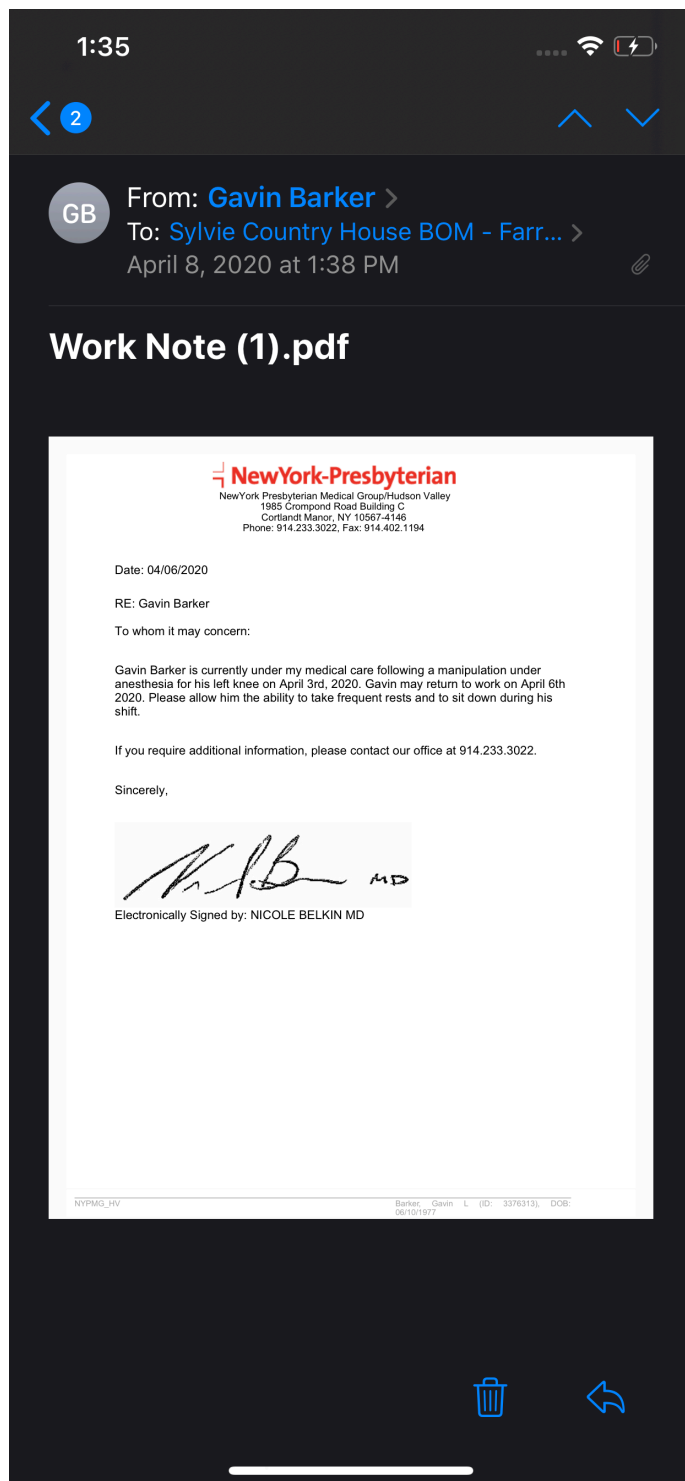 1:35
2
GB
From: Gavin Barker
To: Sylvie Country House BOM - Farr...
April 8, 2020 at 1:38 PM
Work Note (1).pdf
NewYork-Presbyterian
NewYork Presbyterian Medical Group/Hudson Valley
1985 Crompond Road Building C
Cortlandt Manor, NY 10567-4146
Phone: 914.233.3022, Fax: 914.402.1194
Date: 04/06/2020
RE: Gavin Barker
To whom it may concern:
Gavin Barker is currently under my medical care following a manipulation under
anesthesia for his left knee on April 3rd, 2020. Gavin may return to work on April 6th
2020. Please allow him the ability to take frequent rests and to sit down during his
shift.
If you require additional information, please contact our office at 914.233.3022.
Sincerely,
MD
Electronically Signed by: NICOLE BELKIN MD
NYPMG_HV
Barker, Gavin L (ID: 3376313), DOB:
06/10/1977